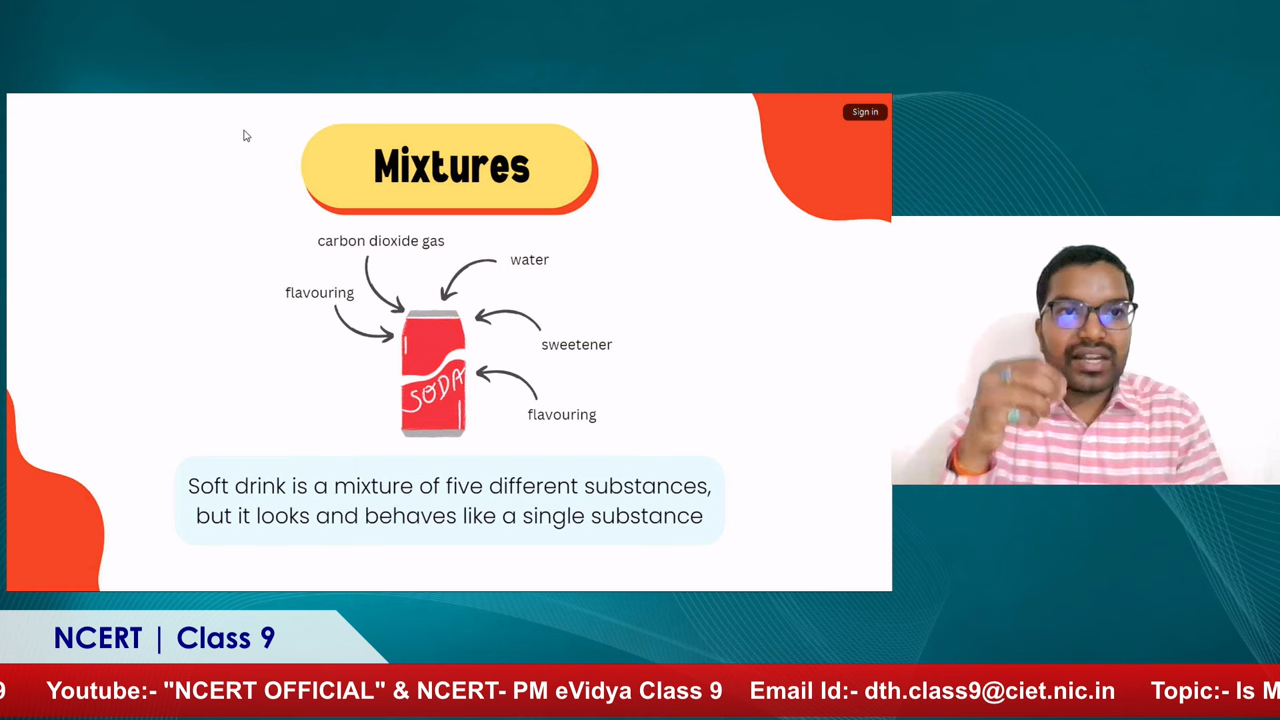 Sign in
Mixtures
carbon dioxide gas
water
flavouring
sweetener
SODA
flavouring
Soft drink is a mixture of five different substances,
but it looks and behaves like a single substance
NCERT | Class 9
9 Youtube:- "NCERT OFFICIAL" & NCERT- PM eVidya Class 9 Email Id:- dth.class9@ciet.nic.in Topic:- Is M